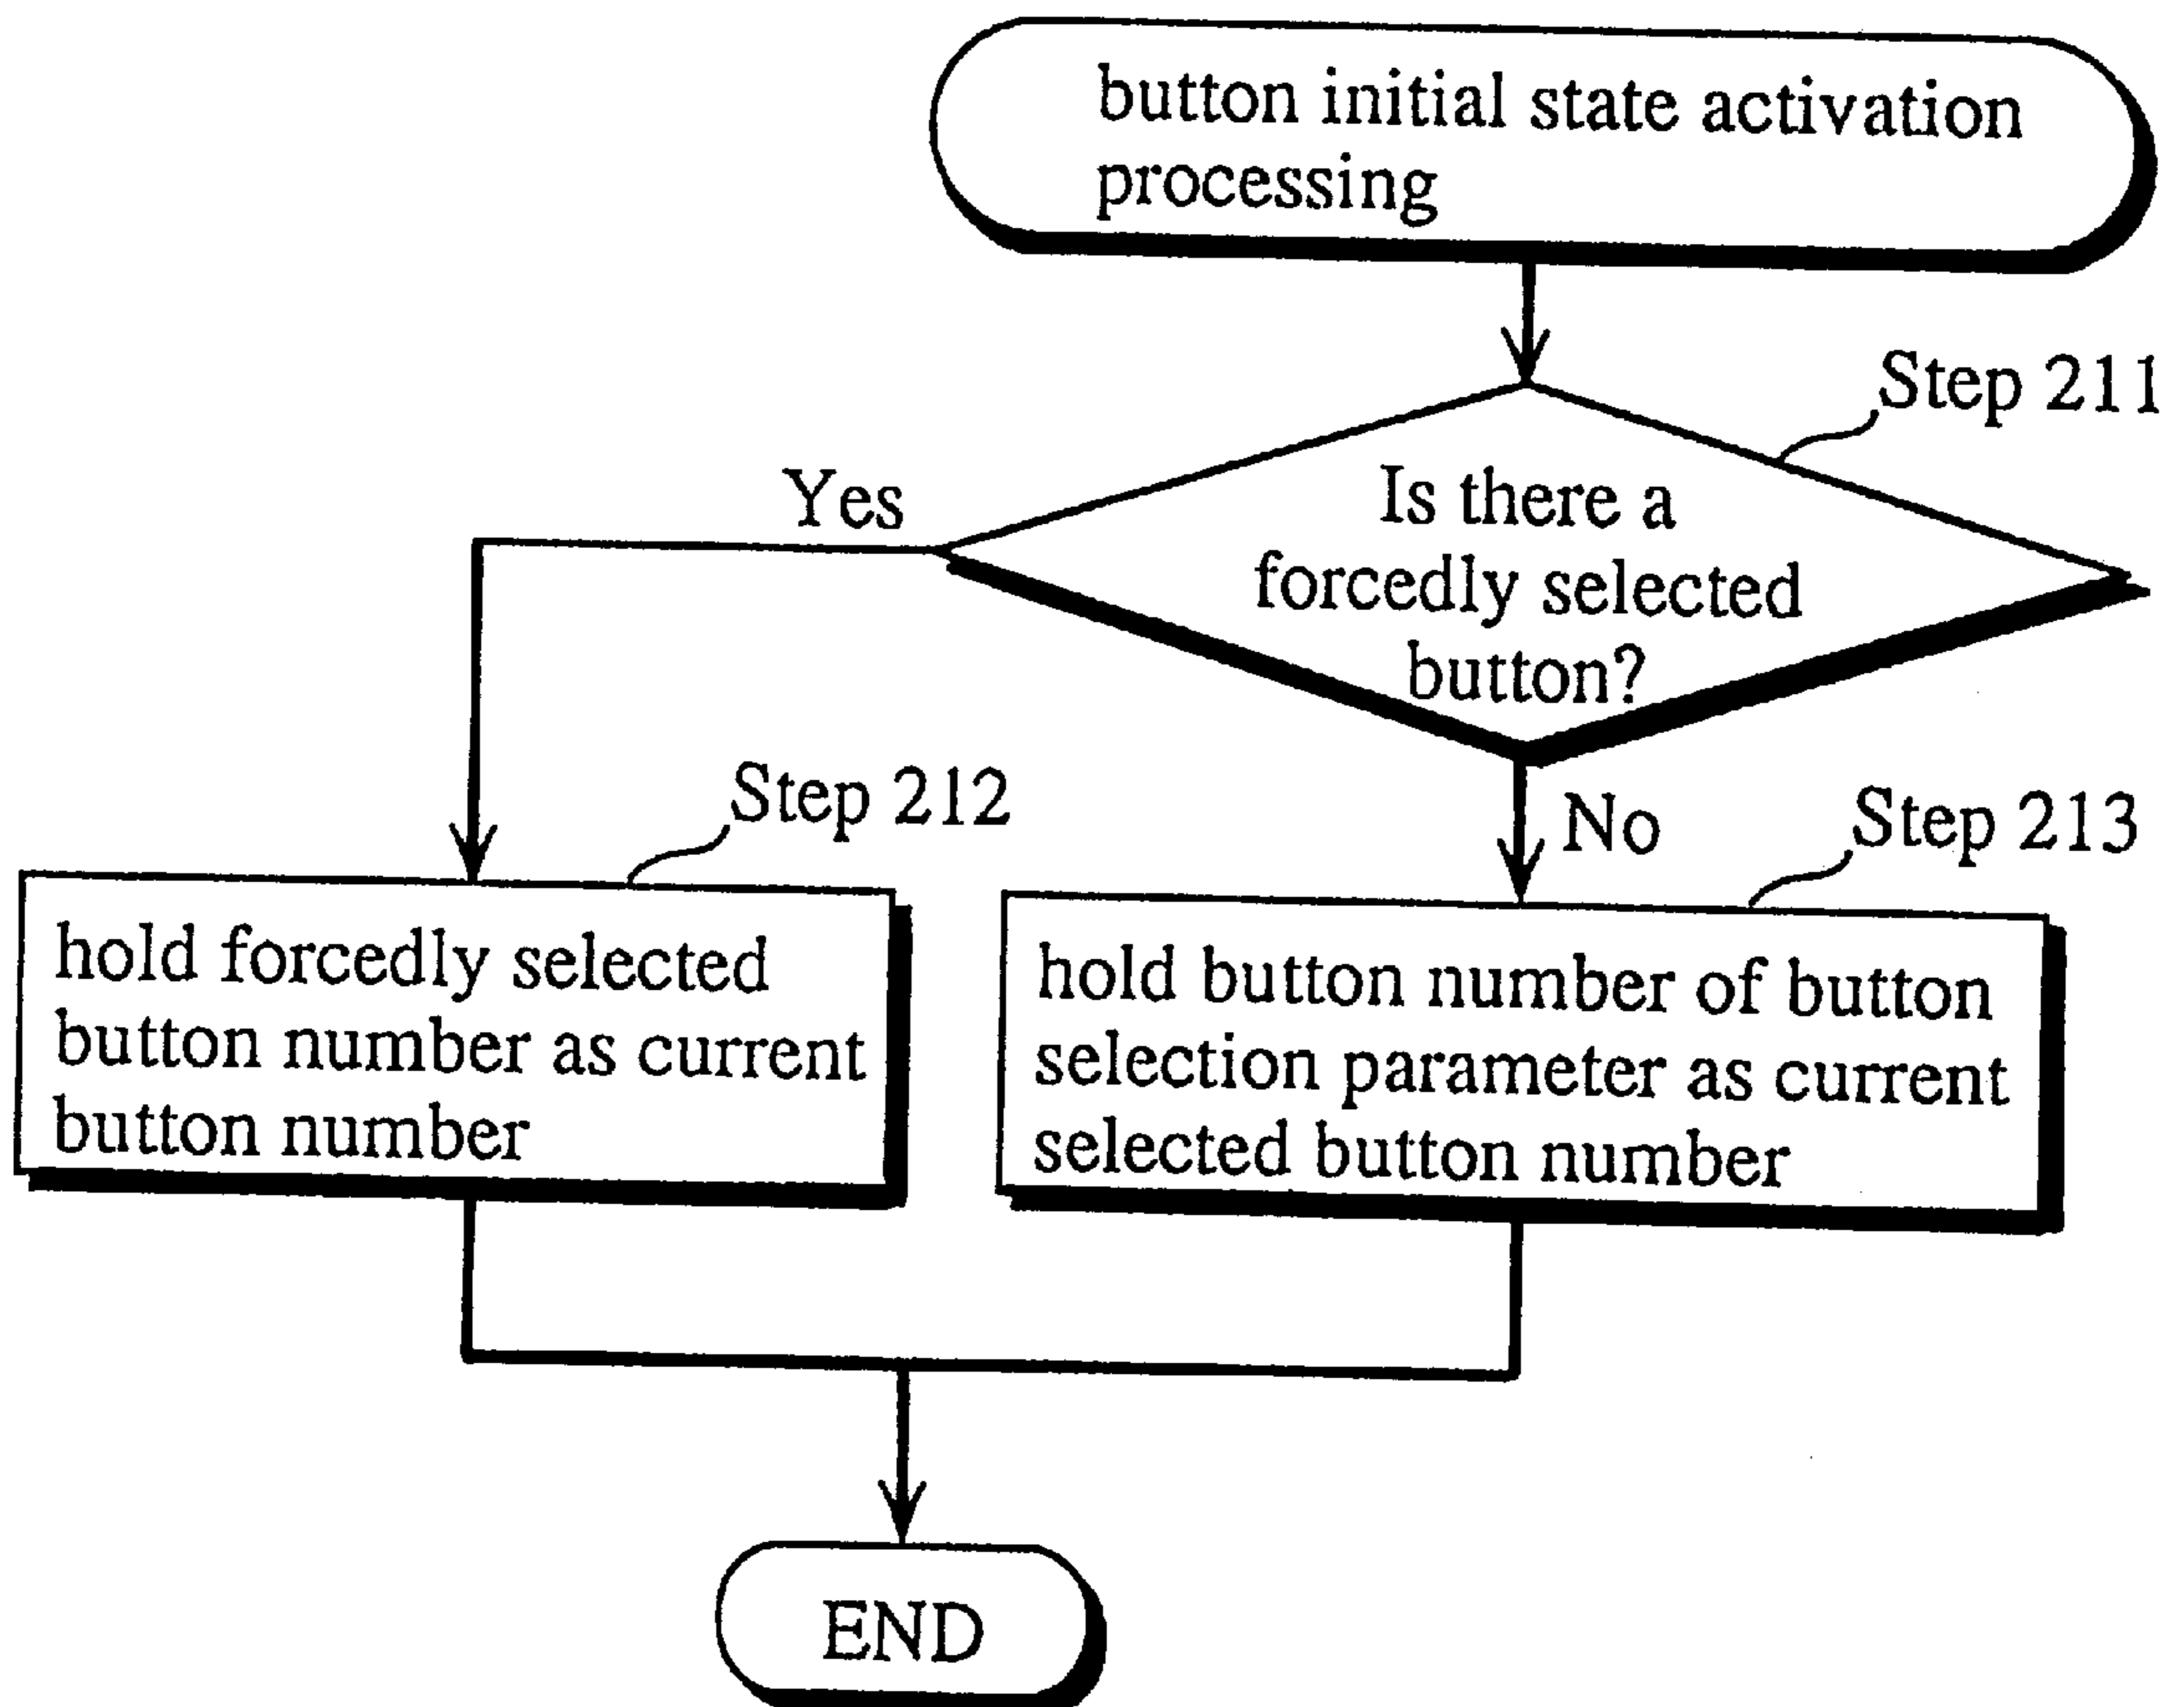 button initial state activation
processing
Step 211
Is there a
forcedly selected
button?
Yes
No
Step 212
hold forcedly selected
button number as current
button number
Step 213
hold button number of button
selection parameter as current
selected button number
END